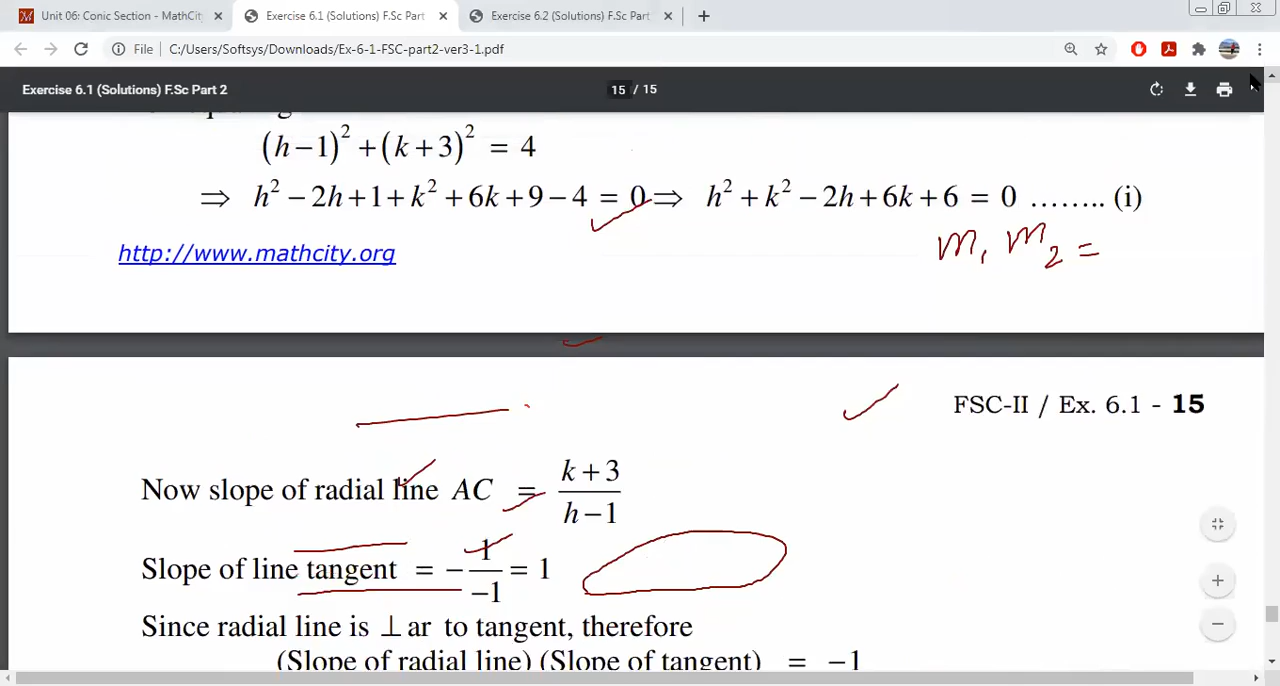 Unit 06: Conic Section - MathCit
Exercise 6.1 (Solutions) F.Sc Part
Exercise 6.2 (Solutions) F.Sc Part
File C:/Users/Softsys/Downloads/Ex-6-1-FSC-part2-ver3-1.pdf
Exercise 6.1 (Solutions) F.Sc Part 2
15 / 15
(h−1)² + (k+3)² = 4
⇒ h² − 2h + 1 + k² + 6k + 9 − 4 = 0 ⇒ h² + k² − 2h + 6k + 6 = 0 ........ (i)
m₁ m₂ =
http://www.mathcity.org
FSC-II / Ex. 6.1 - 15
Now slope of radial line AC = (k+3)/(h−1)
Slope of line tangent = − 1/−1 = 1
Since radial line is ⊥ar to tangent, therefore
(Slope of radial line) (Slope of tangent) = −1